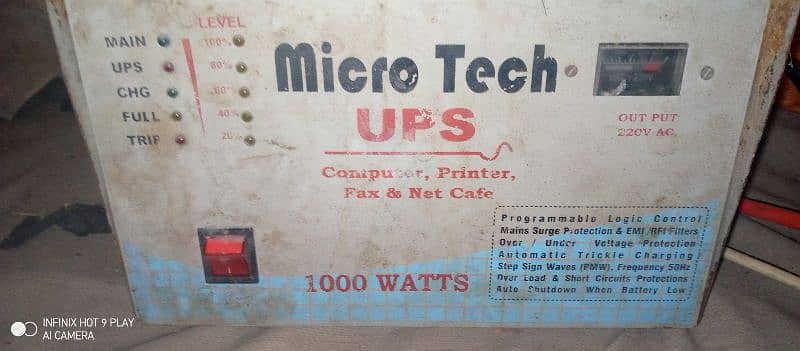 LEVEL
MAIN 100%
UPS 80%
CHG 60%
FULL 40%
TRIP 20
Micro Tech
UPS
Computer, Printer,
Fax & Net Cafe
OUT PUT
220V AC.
1000 WATTS
Programmable Logic Control
Mains Surge Protection & EMI /RFI Filters
Over / Under Voltage Protection
Automatic Trickle Charging
Step Sign Waves (PMW), Frequency 50Hz
Over Load & Short Circuits Protections
Auto Shutdown When Battery Low
INFINIX HOT 9 PLAY
AI CAMERA